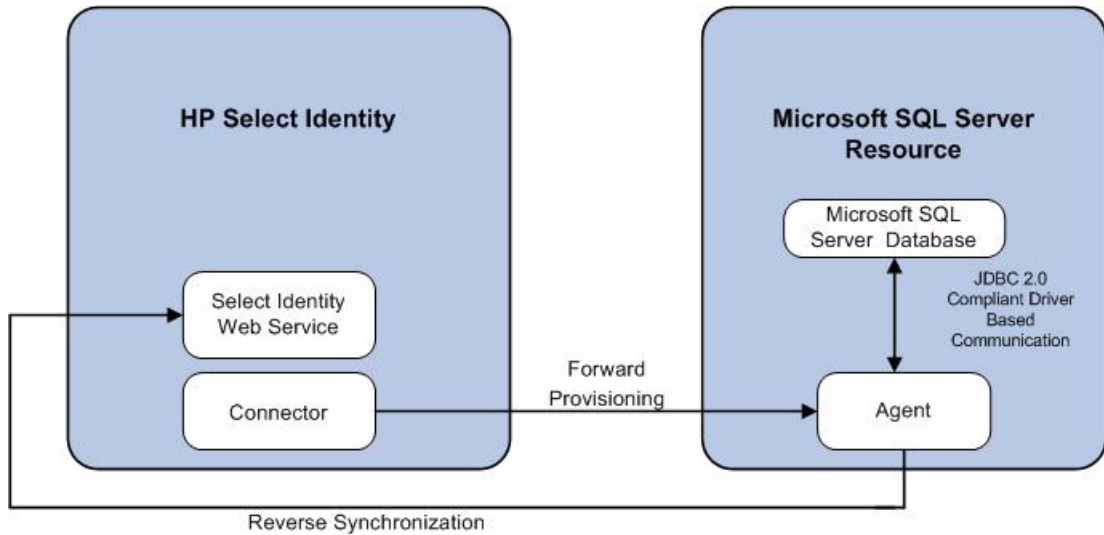 HP Select Identity
Microsoft SQL Server
Resource
Microsoft SQL
Server Database
JDBC 2.0
Compliant Driver
Based
Communication
Select Identity
Web Service
Forward
Provisioning
Connector
Agent
Reverse Synchronization